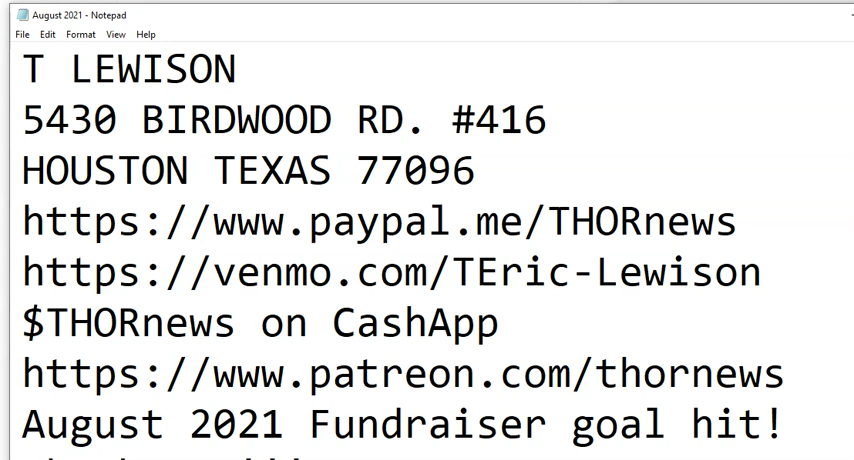 August 2021 - Notepad
File Edit Format View Help
T LEWISON
5430 BIRDWOOD RD. #416
HOUSTON TEXAS 77096
https://www.paypal.me/THORnews
https://venmo.com/TEric-Lewison
$THORnews on CashApp
https://www.patreon.com/thornews
August 2021 Fundraiser goal hit!